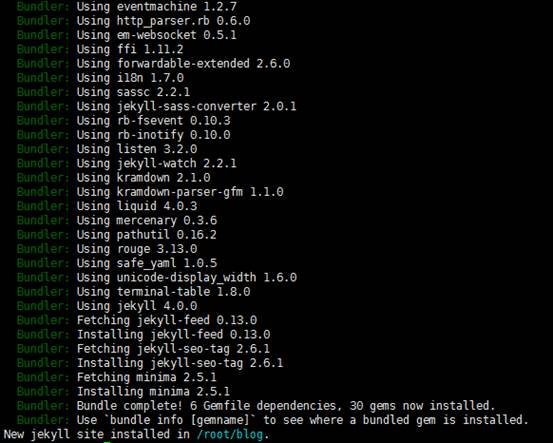 Bundler: Using eventmachine 1.2.7
Bundler: Using http_parser.rb 0.6.0
Bundler: Using em-websocket 0.5.1
Bundler: Using ffi 1.11.2
Bundler: Using forwardable-extended 2.6.0
Bundler: Using i18n 1.7.0
Bundler: Using sassc 2.2.1
Bundler: Using jekyll-sass-converter 2.0.1
Bundler: Using rb-fsevent 0.10.3
Bundler: Using rb-inotify 0.10.0
Bundler: Using listen 3.2.0
Bundler: Using jekyll-watch 2.2.1
Bundler: Using kramdown 2.1.0
Bundler: Using kramdown-parser-gfm 1.1.0
Bundler: Using liquid 4.0.3
Bundler: Using mercenary 0.3.6
Bundler: Using pathutil 0.16.2
Bundler: Using rouge 3.13.0
Bundler: Using safe_yaml 1.0.5
Bundler: Using unicode-display_width 1.6.0
Bundler: Using terminal-table 1.8.0
Bundler: Using jekyll 4.0.0
Bundler: Fetching jekyll-feed 0.13.0
Bundler: Installing jekyll-feed 0.13.0
Bundler: Fetching jekyll-seo-tag 2.6.1
Bundler: Installing jekyll-seo-tag 2.6.1
Bundler: Fetching minima 2.5.1
Bundler: Installing minima 2.5.1
Bundler: Bundle complete! 6 Gemfile dependencies, 30 gems now installed.
Bundler: Use `bundle info [gemname]` to see where a bundled gem is installed.
New jekyll site installed in /root/blog.